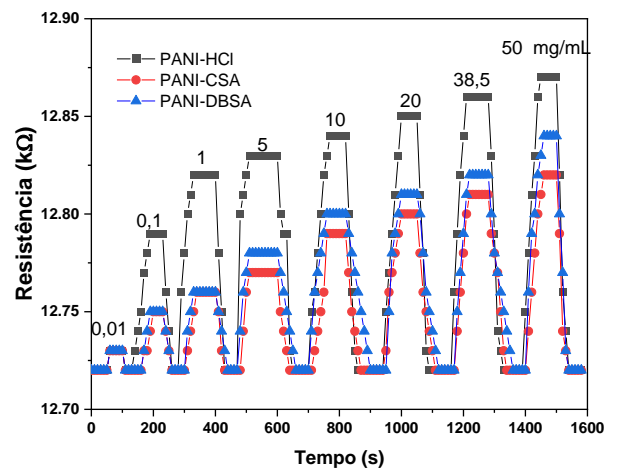 12.90
12.85
12.80
12.75
12.70
Resistência (kΩ)
PANI-HCl
PANI-CSA
PANI-DBSA
0,01
0,1
1
5
10
20
38,5
50 mg/mL
0 200 400 600 800 1000 1200 1400 1600
Tempo (s)